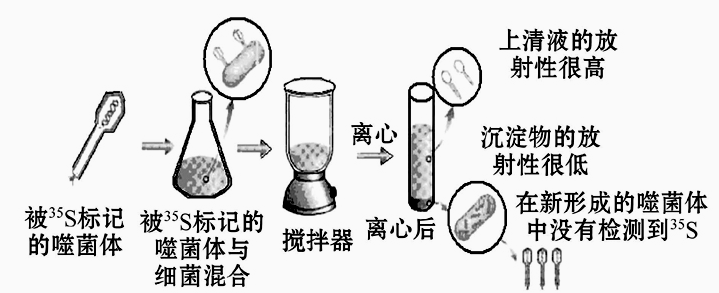 上清液的放
射性很高
离心
沉淀物的放
射性很低
被³⁵S标记
的噬菌体
被³⁵S标记的
噬菌体与
细菌混合
搅拌器
离心后
在新形成的噬菌体
中没有检测到³⁵S